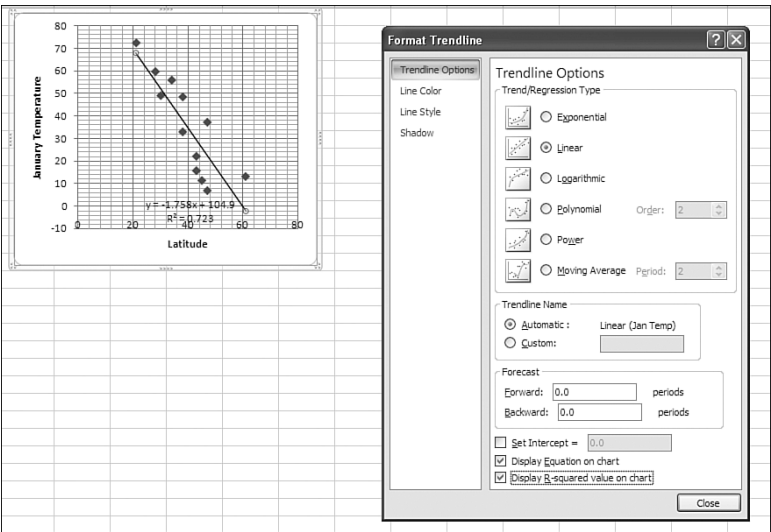 80
70
60
50
40
30
20
10
0
-10
January Temperature
y = -1.758x + 104.9
R² = 0.723
0 20 40 60 80
Latitude
Format Trendline
Trendline Options
Line Color
Line Style
Shadow
Trendline Options
Trend/Regression Type
Exponential
Linear
Logarithmic
Polynomial Order: 2
Power
Moving Average Period: 2
Trendline Name
Automatic : Linear (Jan Temp)
Custom:
Forecast
Forward: 0.0 periods
Backward: 0.0 periods
Set Intercept = 0.0
Display Equation on chart
Display R-squared value on chart
Close